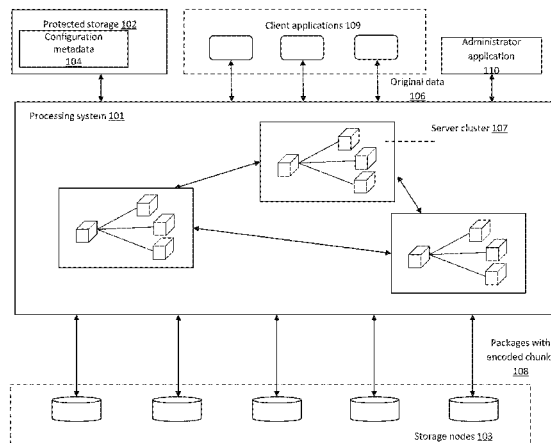 Protected storage 102
Configuration
metadata
104
Client applications 109
Administrator
application
110
Original data
106
Processing system 101
Server cluster 107
Packages with
encoded chunk
108
Storage nodes 103